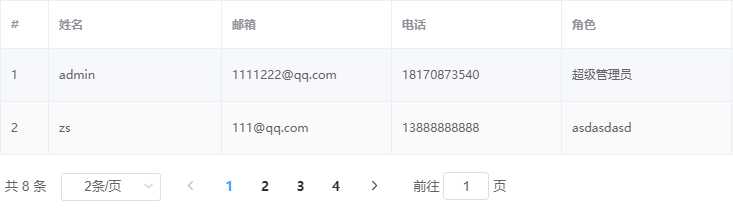 # 姓名 邮箱 电话 角色
1 admin 1111222@qq.com 18170873540 超级管理员
2 zs 111@qq.com 13888888888 asdasdasd
共 8 条 2条/页 1 2 3 4 前往 1 页